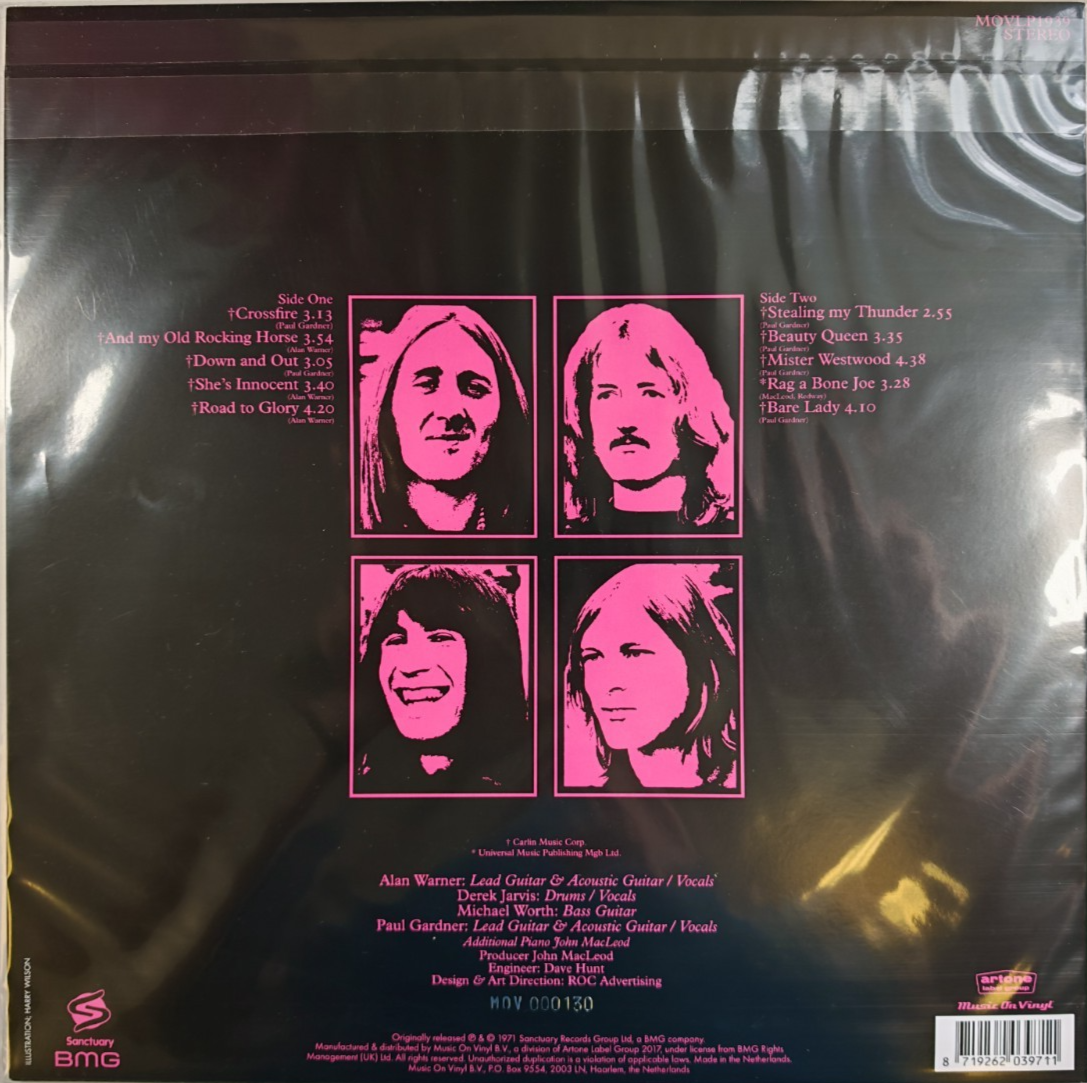 MOVLP1939
STEREO
Side One
†Crossfire 3.13
(Paul Gardner)
†And my Old Rocking Horse 3.54
(Alan Warner)
†Down and Out 3.05
(Paul Gardner)
†She's Innocent 3.40
(Alan Warner)
†Road to Glory 4.20
(Alan Warner)
Side Two
†Stealing my Thunder 2.55
(Paul Gardner)
†Beauty Queen 3.35
(Paul Gardner)
†Mister Westwood 4.38
(Paul Gardner)
*Rag a Bone Joe 3.28
(MacLeod, Redway)
†Bare Lady 4.10
(Paul Gardner)
† Carlin Music Corp.
* Universal Music Publishing Mgb Ltd.
Alan Warner: Lead Guitar & Acoustic Guitar / Vocals
Derek Jarvis: Drums / Vocals
Michael Worth: Bass Guitar
Paul Gardner: Lead Guitar & Acoustic Guitar / Vocals
Additional Piano John MacLeod
Producer John MacLeod
Engineer: Dave Hunt
Design & Art Direction: ROC Advertising
MOV 000130
Originally released ℗ & © 1971 Sanctuary Records Group Ltd, a BMG company.
Manufactured & distributed by Music On Vinyl B.V., a division of Artone Label Group 2017, under license from BMG Rights
Management (UK) Ltd. All rights reserved. Unauthorized duplication is a violation of applicable laws. Made in the Netherlands.
Music On Vinyl B.V., P.O. Box 9554, 2003 LN, Haarlem, the Netherlands
ILLUSTRATION: HARRY WILSON
Sanctuary
BMG
artone
label group
Music On Vinyl
8 719262 039711